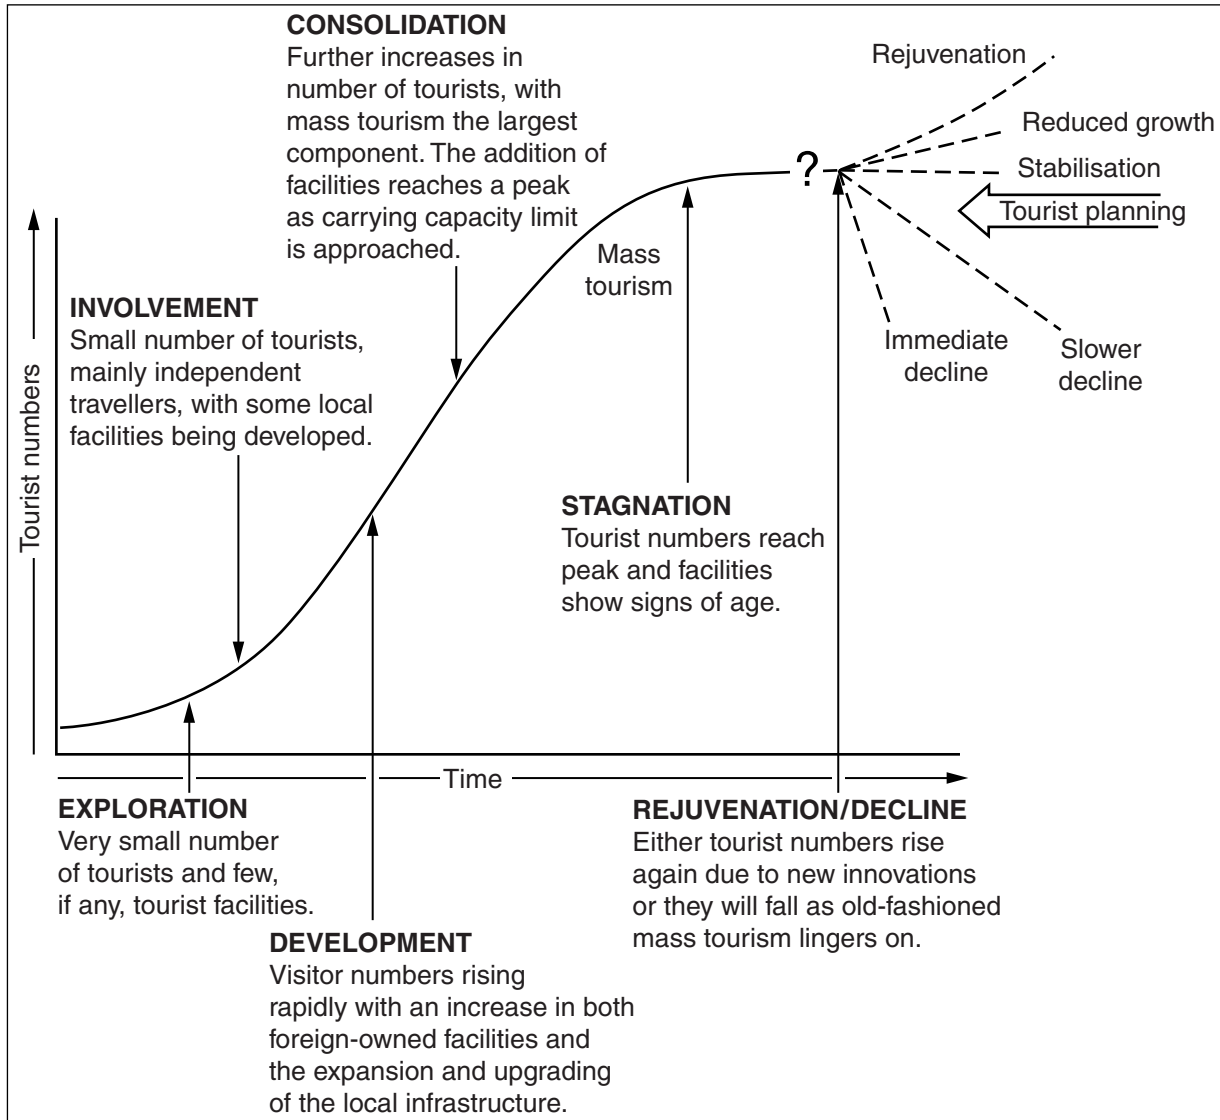 CONSOLIDATION
Further increases in
number of tourists, with
mass tourism the largest
component. The addition of
facilities reaches a peak
as carrying capacity limit
is approached.
Rejuvenation
Reduced growth
?
Stabilisation
Tourist planning
Mass
tourism
INVOLVEMENT
Small number of tourists,
mainly independent
travellers, with some local
facilities being developed.
Immediate
decline
Slower
decline
Tourist numbers
STAGNATION
Tourist numbers reach
peak and facilities
show signs of age.
Time
EXPLORATION
Very small number
of tourists and few,
if any, tourist facilities.
REJUVENATION/DECLINE
Either tourist numbers rise
again due to new innovations
or they will fall as old-fashioned
mass tourism lingers on.
DEVELOPMENT
Visitor numbers rising
rapidly with an increase in both
foreign-owned facilities and
the expansion and upgrading
of the local infrastructure.